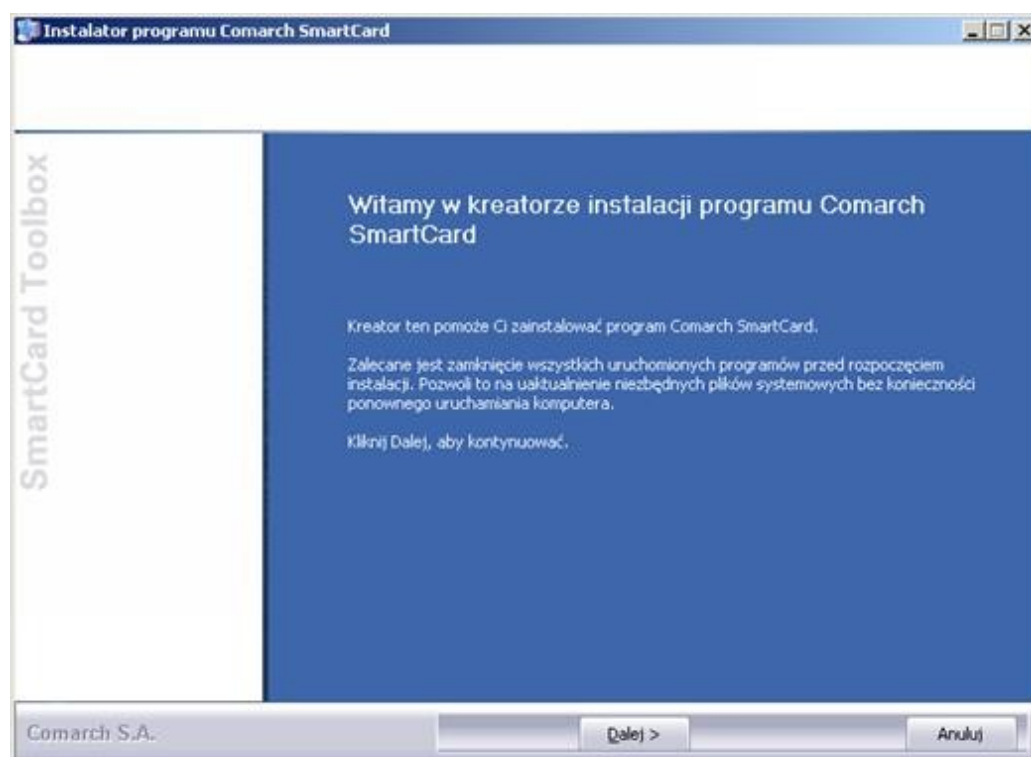 Instalator programu Comarch SmartCard
SmartCard Toolbox
Witamy w kreatorze instalacji programu Comarch
SmartCard
Kreator ten pomoże Ci zainstalować program Comarch SmartCard.
Zalecane jest zamknięcie wszystkich uruchomionych programów przed rozpoczęciem
instalacji. Pozwoli to na uaktualnienie niezbędnych plików systemowych bez konieczności
ponownego uruchamiania komputera.
Kliknij Dalej, aby kontynuować.
Comarch S.A.
Dalej >
Anuluj